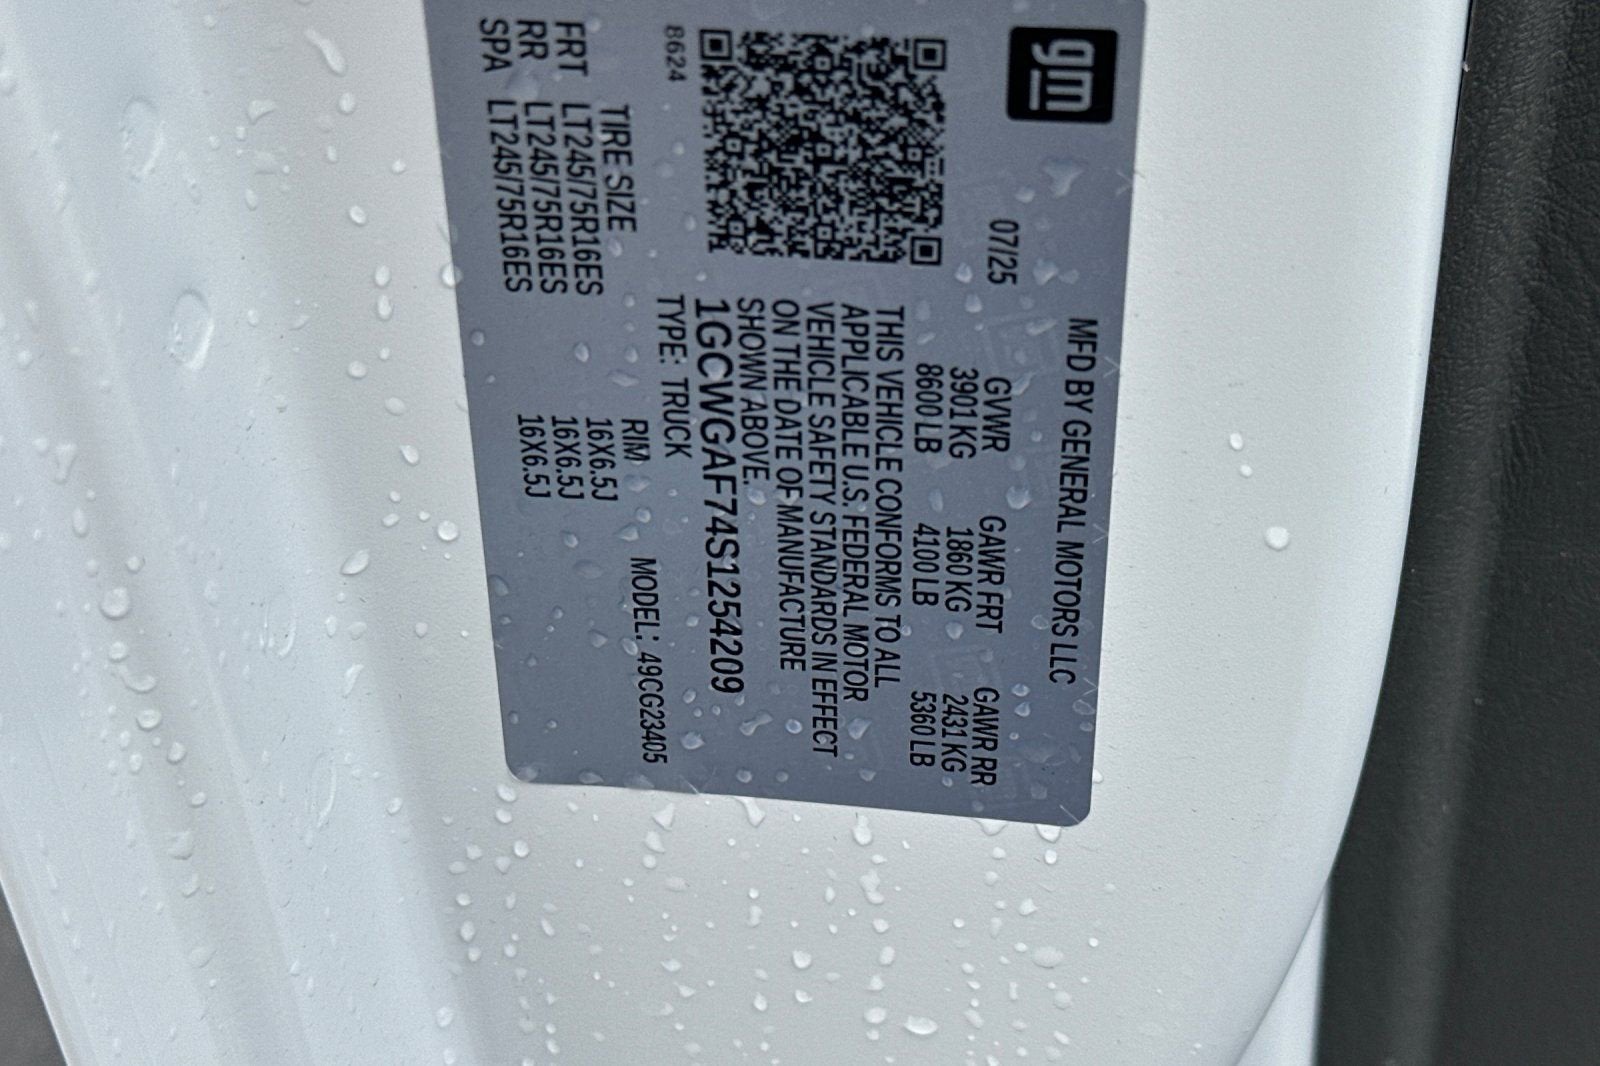 gm
MFD BY GENERAL MOTORS LLC
07/25
GVWR GAWR FRT GAWR RR
3901 KG 1860 KG 2431 KG
8600 LB 4100 LB 5360 LB
THIS VEHICLE CONFORMS TO ALL
APPLICABLE U.S. FEDERAL MOTOR
VEHICLE SAFETY STANDARDS IN EFFECT
ON THE DATE OF MANUFACTURE
SHOWN ABOVE.
1GCWGAF74S1254209
8624
TYPE: TRUCK
MODEL: 49CG23405
TIRE SIZE RIM
FRT LT245/75R16ES 16X6.5J
RR LT245/75R16ES 16X6.5J
SPA LT245/75R16ES 16X6.5J